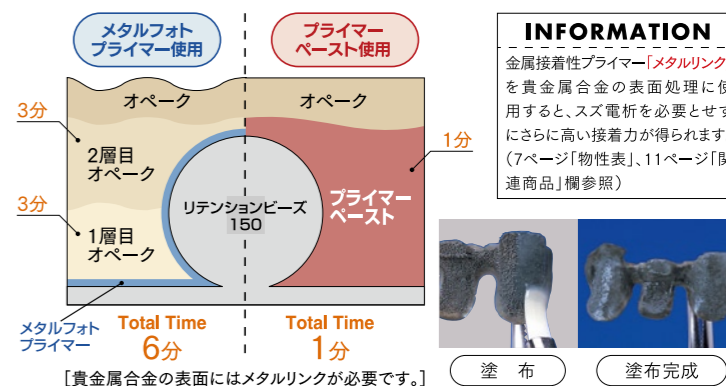 メタルフォト
プライマー使用
プライマー
ペースト使用
オペーク
オペーク
3分
2層目
オペーク
3分
1層目
オペーク
リテンションビーズ
150
プライマー
ペースト
1分
メタルフォト
プライマー
Total Time
6分
Total Time
1分
[貴金属合金の表面にはメタルリンクが必要です。]
INFORMATION
金属接着性プライマー「メタルリンク
を貴金属合金の表面処理に使
用すると、スズ電析を必要とせず
にさらに高い接着力が得られます
(7ページ「物性表」、11ページ「関
連商品」欄参照)
塗 布
塗布完成